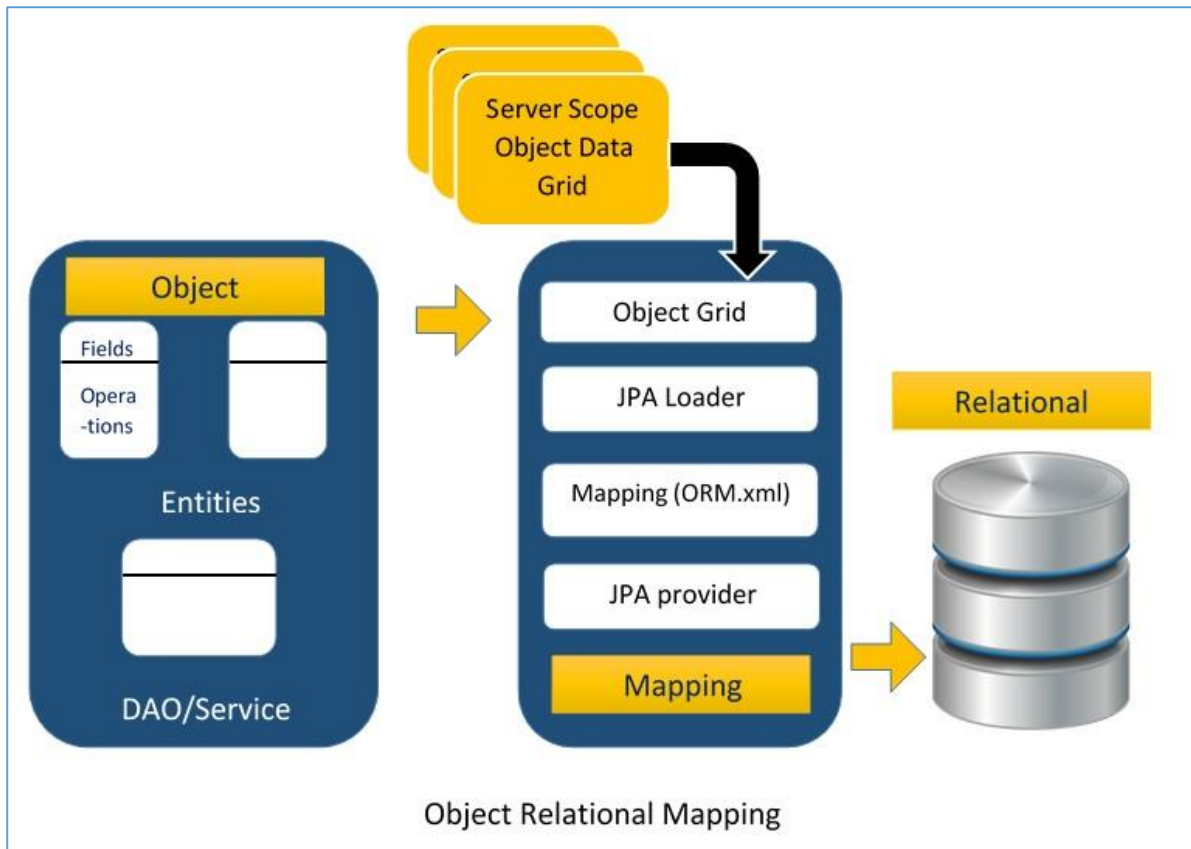 Server Scope
Object Data
Grid
Object
Fields
Opera
-tions
Entities
DAO/Service
Object Grid
JPA Loader
Mapping (ORM.xml)
JPA provider
Mapping
Relational
Object Relational Mapping